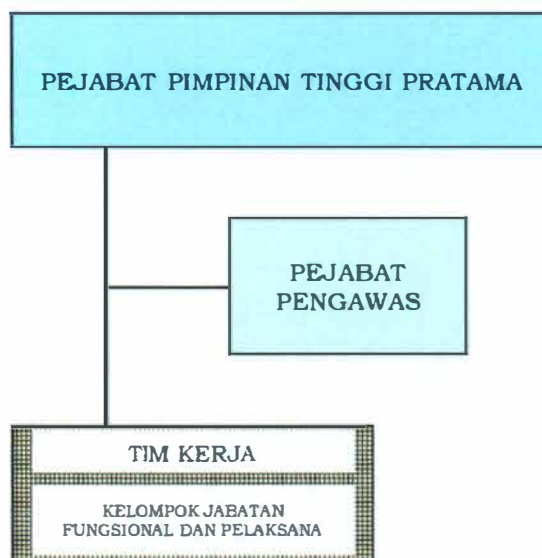 PEJABAT PIMPINAN TINGGI PRATAMA
PEJABAT
PENGAWAS
TIM KERJA
KELOMPOK JABATAN
FUNGSIONAL DAN PELAKSANA